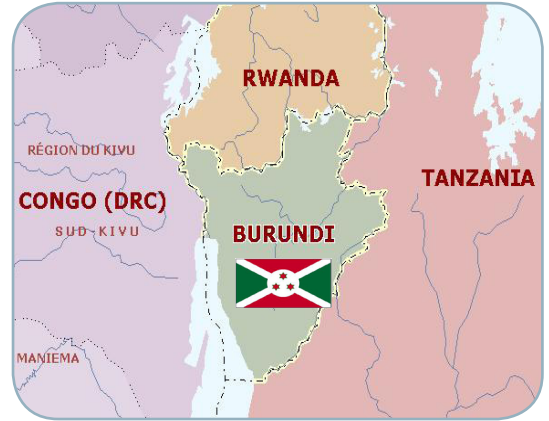 RWANDA
RÉGION DU KIVU
TANZANIA
CONGO (DRC)
SUD-KIVU
BURUNDI
MANIEMA